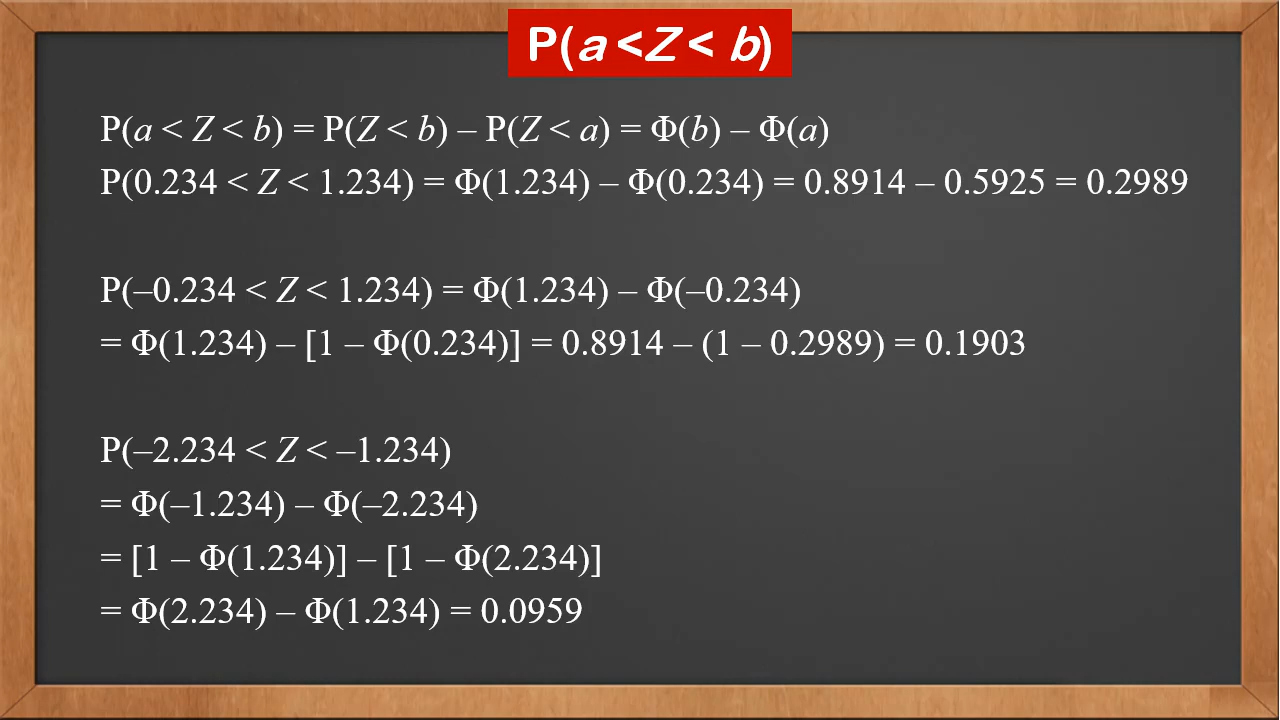 P(a <Z < b)
P(a < Z < b) = P(Z < b) – P(Z < a) = Φ(b) – Φ(a)
P(0.234 < Z < 1.234) = Φ(1.234) – Φ(0.234) = 0.8914 – 0.5925 = 0.2989
P(–0.234 < Z < 1.234) = Φ(1.234) – Φ(–0.234)
= Φ(1.234) – [1 – Φ(0.234)] = 0.8914 – (1 – 0.2989) = 0.1903
P(–2.234 < Z < –1.234)
= Φ(–1.234) – Φ(–2.234)
= [1 – Φ(1.234)] – [1 – Φ(2.234)]
= Φ(2.234) – Φ(1.234) = 0.0959